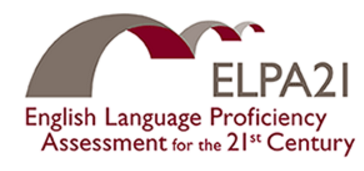 ELPA21
English Language Proficiency
Assessment for the 21st Century